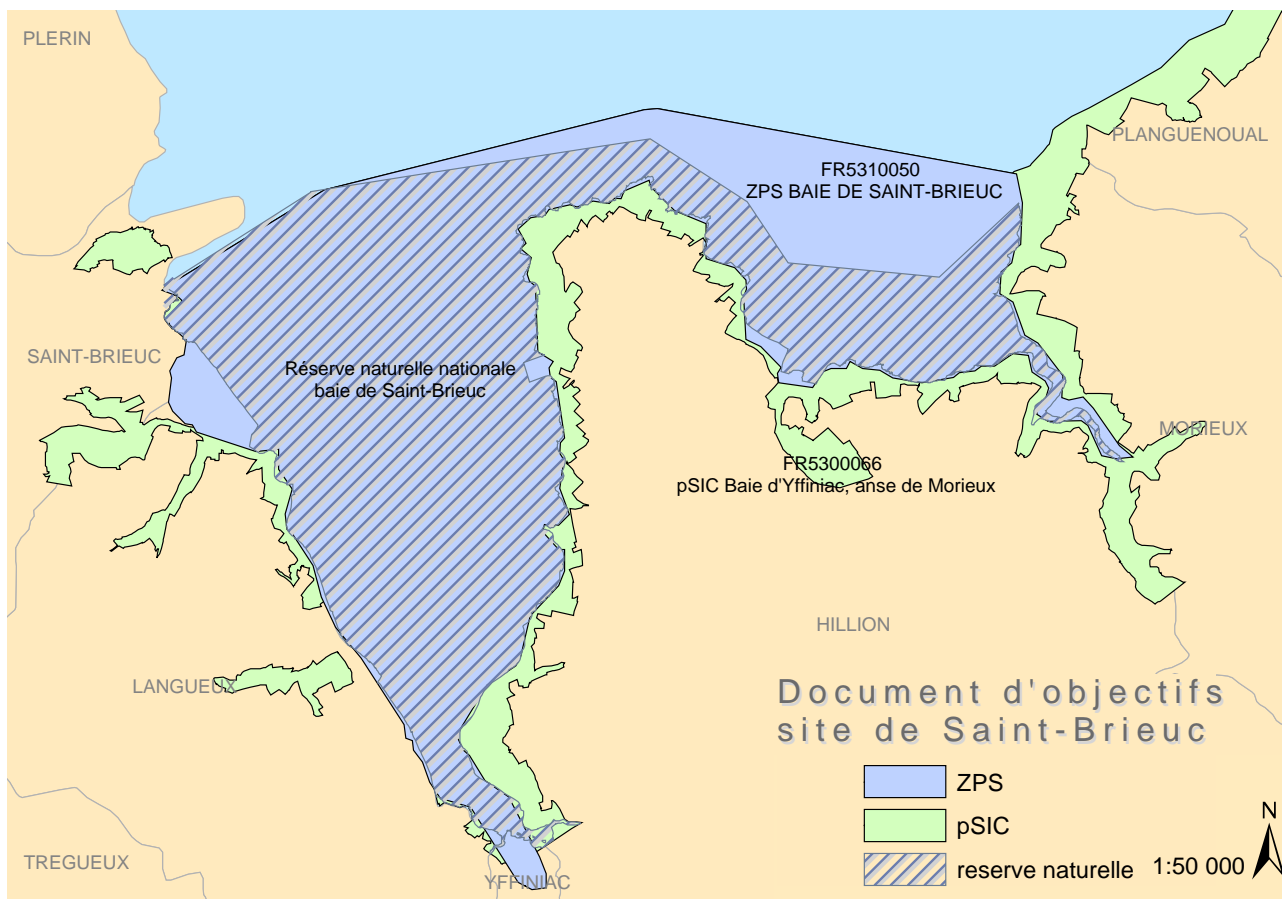 PLERIN
PLANGUENOUAL
FR5310050
ZPS BAIE DE SAINT-BRIEUC
SAINT-BRIEUC
Réserve naturelle nationale
baie de Saint-Brieuc
MORIEUX
FR5300066
pSIC Baie d'Yffiniac, anse de Morieux
HILLION
LANGUEUX
Document d'objectifs
site de Saint-Brieuc
ZPS
pSIC
reserve naturelle
1:50 000
N
TREGUEUX
YFFINIAC